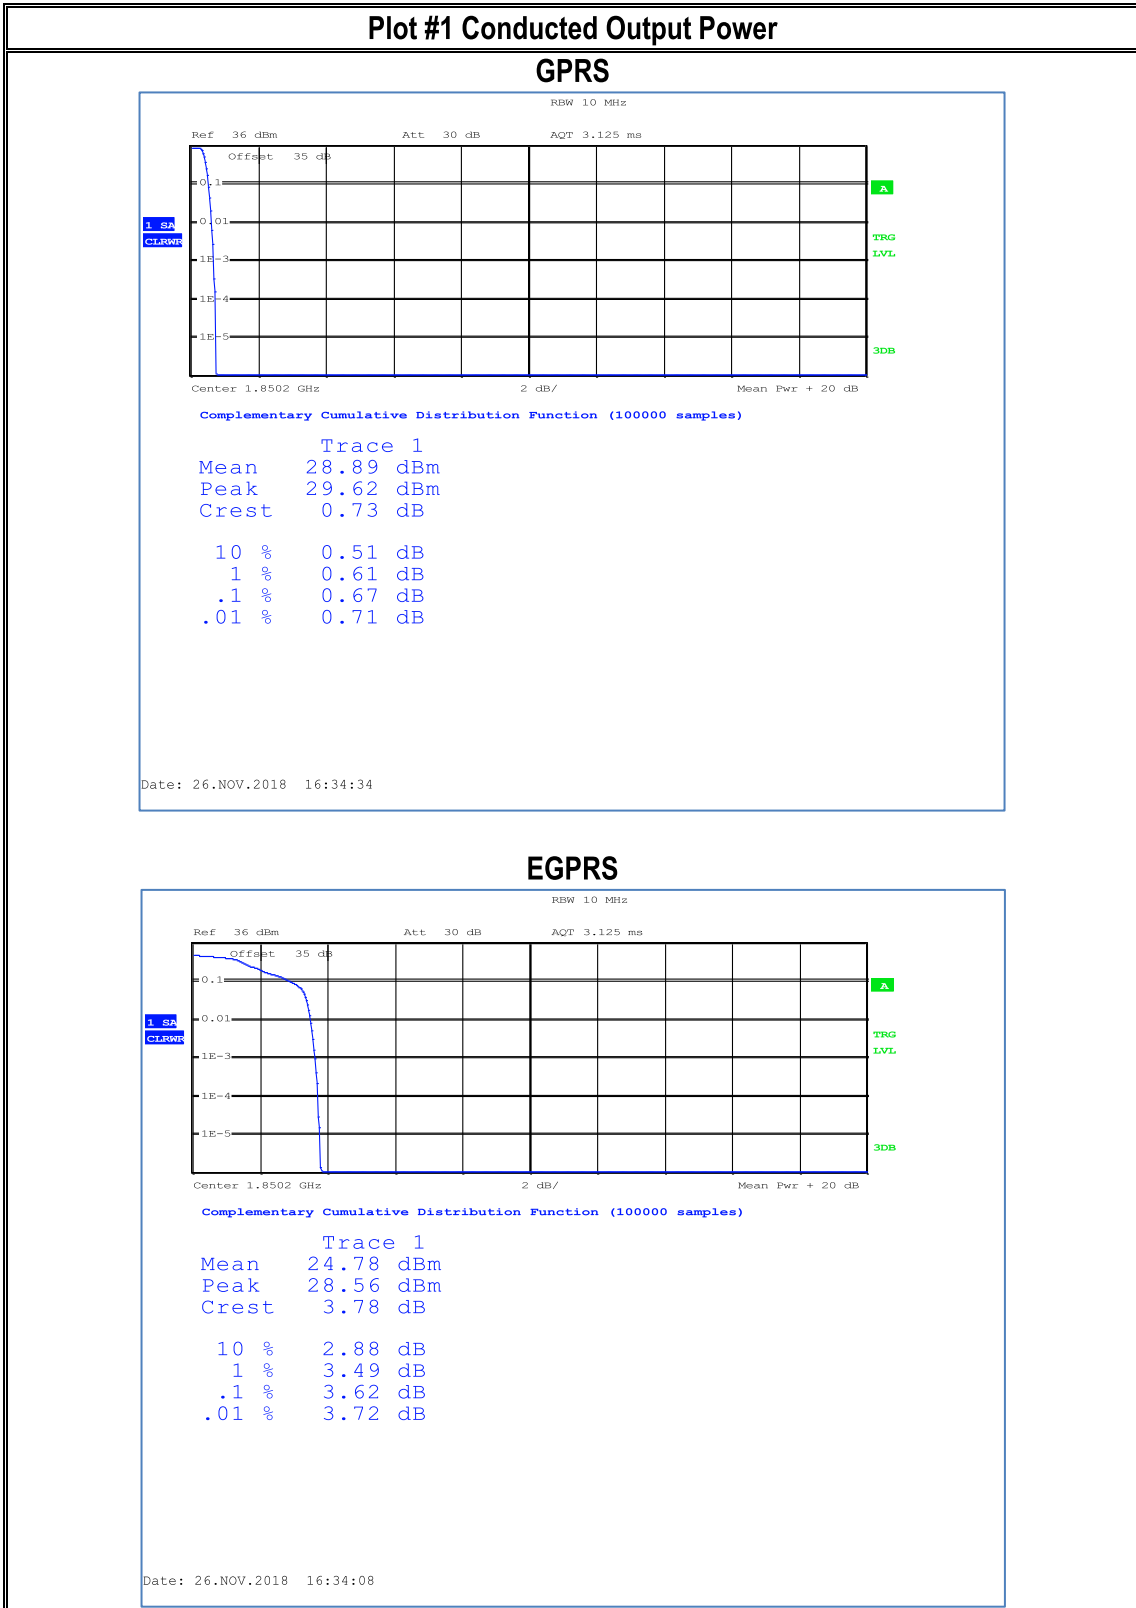 Plot #1 Conducted Output Power
GPRS
RBW 10 MHz
Ref 36 dBm Att 30 dB AQT 3.125 ms
Offset 35 dB
0.1
A
0.01
1 SA
CLRWR
TRG
LVL
1E-3
1E-4
1E-5
3DB
Center 1.8502 GHz 2 dB/ Mean Pwr + 20 dB
Complementary Cumulative Distribution Function (100000 samples)
Trace 1
Mean 28.89 dBm
Peak 29.62 dBm
Crest 0.73 dB
10 % 0.51 dB
1 % 0.61 dB
.1 % 0.67 dB
.01 % 0.71 dB
Date: 26.NOV.2018 16:34:34
EGPRS
RBW 10 MHz
Ref 36 dBm Att 30 dB AQT 3.125 ms
Offset 35 dB
0.1
A
0.01
1 SA
CLRWR
TRG
LVL
1E-3
1E-4
1E-5
3DB
Center 1.8502 GHz 2 dB/ Mean Pwr + 20 dB
Complementary Cumulative Distribution Function (100000 samples)
Trace 1
Mean 24.78 dBm
Peak 28.56 dBm
Crest 3.78 dB
10 % 2.88 dB
1 % 3.49 dB
.1 % 3.62 dB
.01 % 3.72 dB
Date: 26.NOV.2018 16:34:08